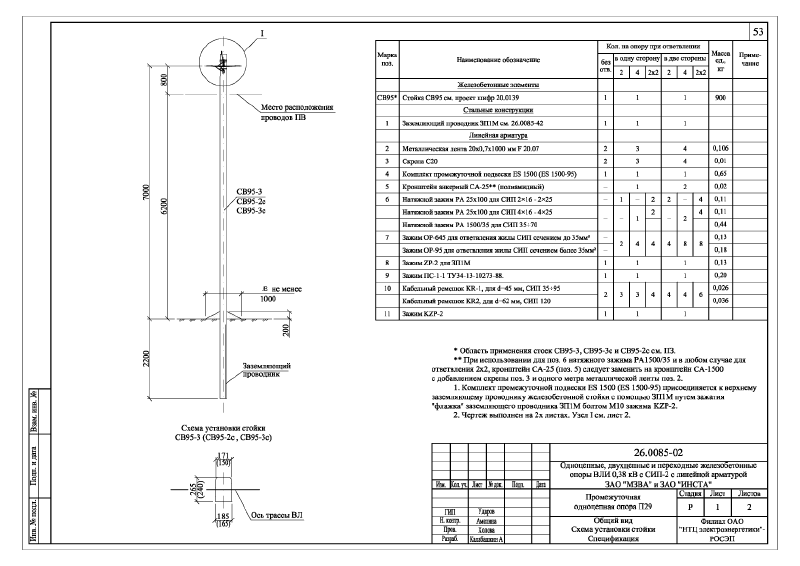 53
I
800
Место расположения
проводов ПВ
7000
6200
СВ95-3
СВ95-2с
СВ95-3с
в не менее
1000
200
2200
Заземляющий
проводник
Схема установки стойки
СВ95-3 (СВ95-2с , СВ95-3с)
171
(150)
265
(240)
Ось трассы ВЛ
185
(165)
Марка поз. Наименование обозначение Кол. на опору при ответвлении Масса ед., кг Приме-чание
без отв. в одну сторону в две стороны
2 4 2х2 2 4 2х2
Железобетонные элементы
СВ95* Стойка СВ95 см. проект шифр 20.0139 1 1 1 900
Стальные конструкции
1 Заземляющий проводник ЗП1М см. 26.0085-42 1 1 1
Линейная арматура
2 Металлическая лента 20х0,7х1000 мм F 20.07 2 3 4 0,106
3 Скрепа С20 2 3 4 0,01
4 Комплект промежуточной подвески ES 1500 (ES 1500-95) 1 1 1 0,65
5 Кронштейн анкерный СА-25** (полиамидный) – 1 2 0,02
6 Натяжной зажим РА 25х100 для СИП 2×16 - 2×25 – 1 – 2 2 – 4 0,11
Натяжной зажим РА 25х100 для СИП 4×16 - 4×25 – – 1 2 – 2 4 0,11
Натяжной зажим РА 1500/35 для СИП 35÷70 0,44
7 Зажим ОР-645 для ответвления жилы СИП сечением до 35мм² – 2 4 4 4 8 8 0,13
Зажим ОР-95 для ответвления жилы СИП сечением более 35мм² – 0,18
8 Зажим ZP-2 для ЗП1М 1 1 1 0,13
9 Зажим ПС-1-1 ТУ34-13-10273-88. 1 1 1 0,20
10 Кабельный ремешок KR-1, для d=45 мм, СИП 35÷95 2 3 3 4 4 4 6 0,026
Кабельный ремешок KR2, для d=62 мм, СИП 120 0,036
11 Зажим KZP-2 1 1 1
* Область применения стоек СВ95-3, СВ95-3с и СВ95-2с см. ПЗ.
** При использовании для поз. 6 натяжного зажима РА1500/35 и в любом случае для
ответвления 2х2, кронштейн СА-25 (поз. 5) следует заменить на кронштейн СА-1500
с добавлением скрепы поз. 3 и одного метра металлической ленты поз. 2.
1. Комплект промежуточной подвески ES 1500 (ES 1500-95) присоединяется к верхнему
заземляющему проводнику железобетонной стойки с помощью ЗП1М путем зажатия
"флажка" заземляющего проводника ЗП1М болтом М10 зажима KZP-2.
2. Чертеж выполнен на 2х листах. Узел I см. лист 2.
Взам. инв. №
Подп. и дата
Инв. № подл.
26.0085-02
Одноцепные, двухцепные и переходные железобетонные
опоры ВЛИ 0,38 кВ с СИП-2 с линейной арматурой
ЗАО "МЗВА" и ЗАО "ИНСТА"
Изм. Кол. уч. Лист № док. Подп. Дата
Промежуточная
одноцепная опора П29
Стадия Лист Листов
Р 1 2
ГИП Ударов
Н. контр. Амелина
Пров. Холова
Разраб. Калабашкин А.
Общий вид
Схема установки стойки
Спецификация
Филиал ОАО
"НТЦ электроэнергетики"-
РОСЭП